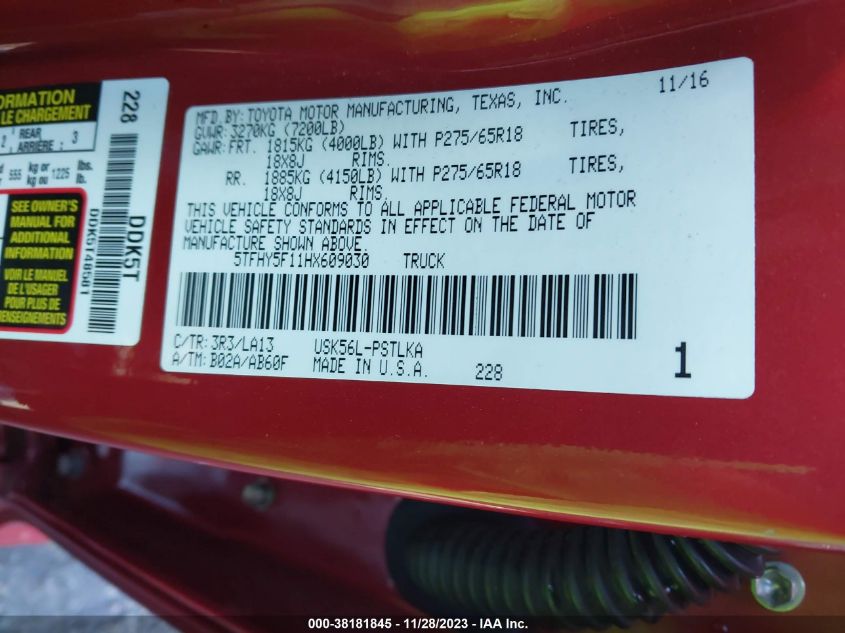 ORMATION
LE CHARGEMENT
2 REAR ARRIÈRE : 3
555 kg or kg ou 1225 lbs. lb.
SEE OWNER'S
MANUAL FOR
ADDITIONAL
INFORMATION
VOIR LE MANUEL
DE L'USAGER
POUR PLUS DE
RENSEIGNEMENTS
228
DDK5T48581
DDK5T
MFD. BY: TOYOTA MOTOR MANUFACTURING, TEXAS, INC. 11/16
GVWR: 3270KG (7200LB)
GAWR: FRT. 1815KG (4000LB) WITH P275/65R18 TIRES,
18X8J RIMS.
RR. 1885KG (4150LB) WITH P275/65R18 TIRES,
18X8J RIMS.
THIS VEHICLE CONFORMS TO ALL APPLICABLE FEDERAL MOTOR
VEHICLE SAFETY STANDARDS IN EFFECT ON THE DATE OF
MANUFACTURE SHOWN ABOVE.
5TFHY5F11HX609030 TRUCK
C/TR: 3R3/LA13 USK56L-PSTLKA
A/TM: B02A/AB60F MADE IN U.S.A. 228 1
000-38181845 - 11/28/2023 - IAA Inc.